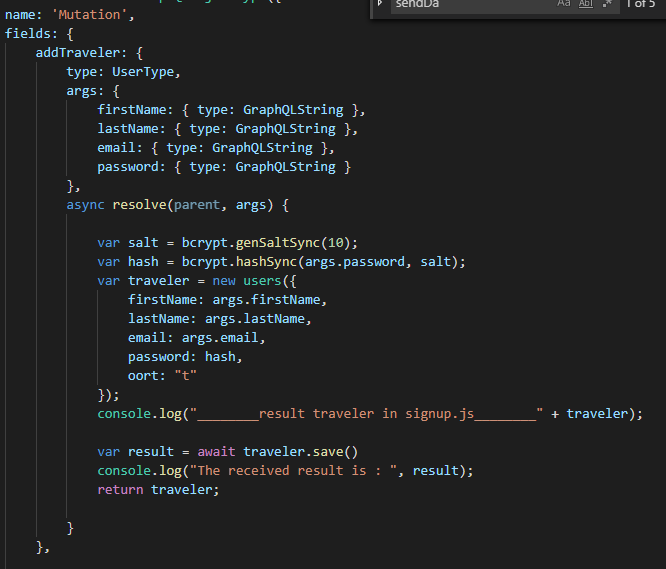 sendDa Aa Abl .* 1 of 5
name: 'Mutation',
fields: {
    addTraveler: {
        type: UserType,
        args: {
            firstName: { type: GraphQLString },
            lastName: { type: GraphQLString },
            email: { type: GraphQLString },
            password: { type: GraphQLString }
        },
        async resolve(parent, args) {
            var salt = bcrypt.genSaltSync(10);
            var hash = bcrypt.hashSync(args.password, salt);
            var traveler = new users({
                firstName: args.firstName,
                lastName: args.lastName,
                email: args.email,
                password: hash,
                oort: "t"
            });
            console.log("________result traveler in signup.js________" + traveler);
            var result = await traveler.save()
            console.log("The received result is : ", result);
            return traveler;
        }
    },